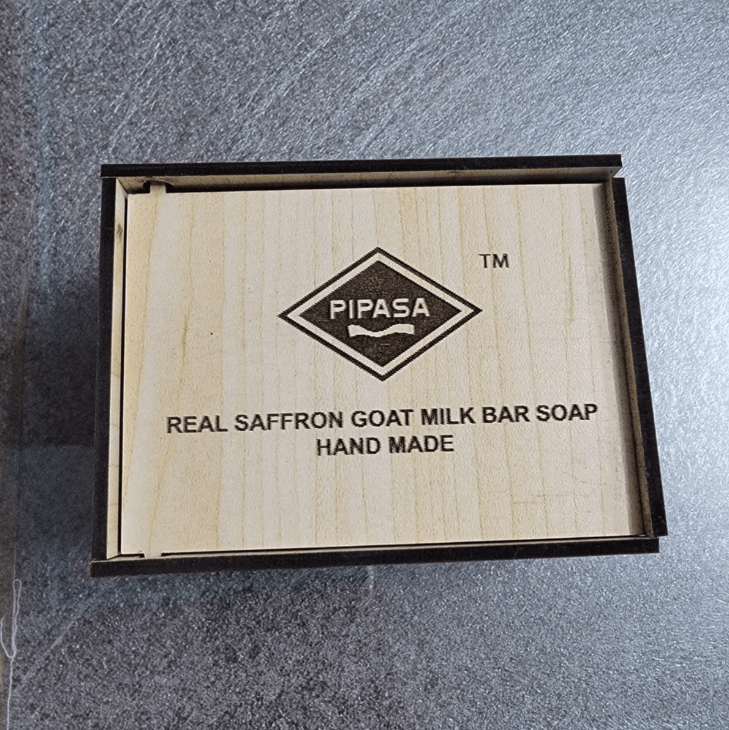 TM
PIPASA
REAL SAFFRON GOAT MILK BAR SOAP
HAND MADE